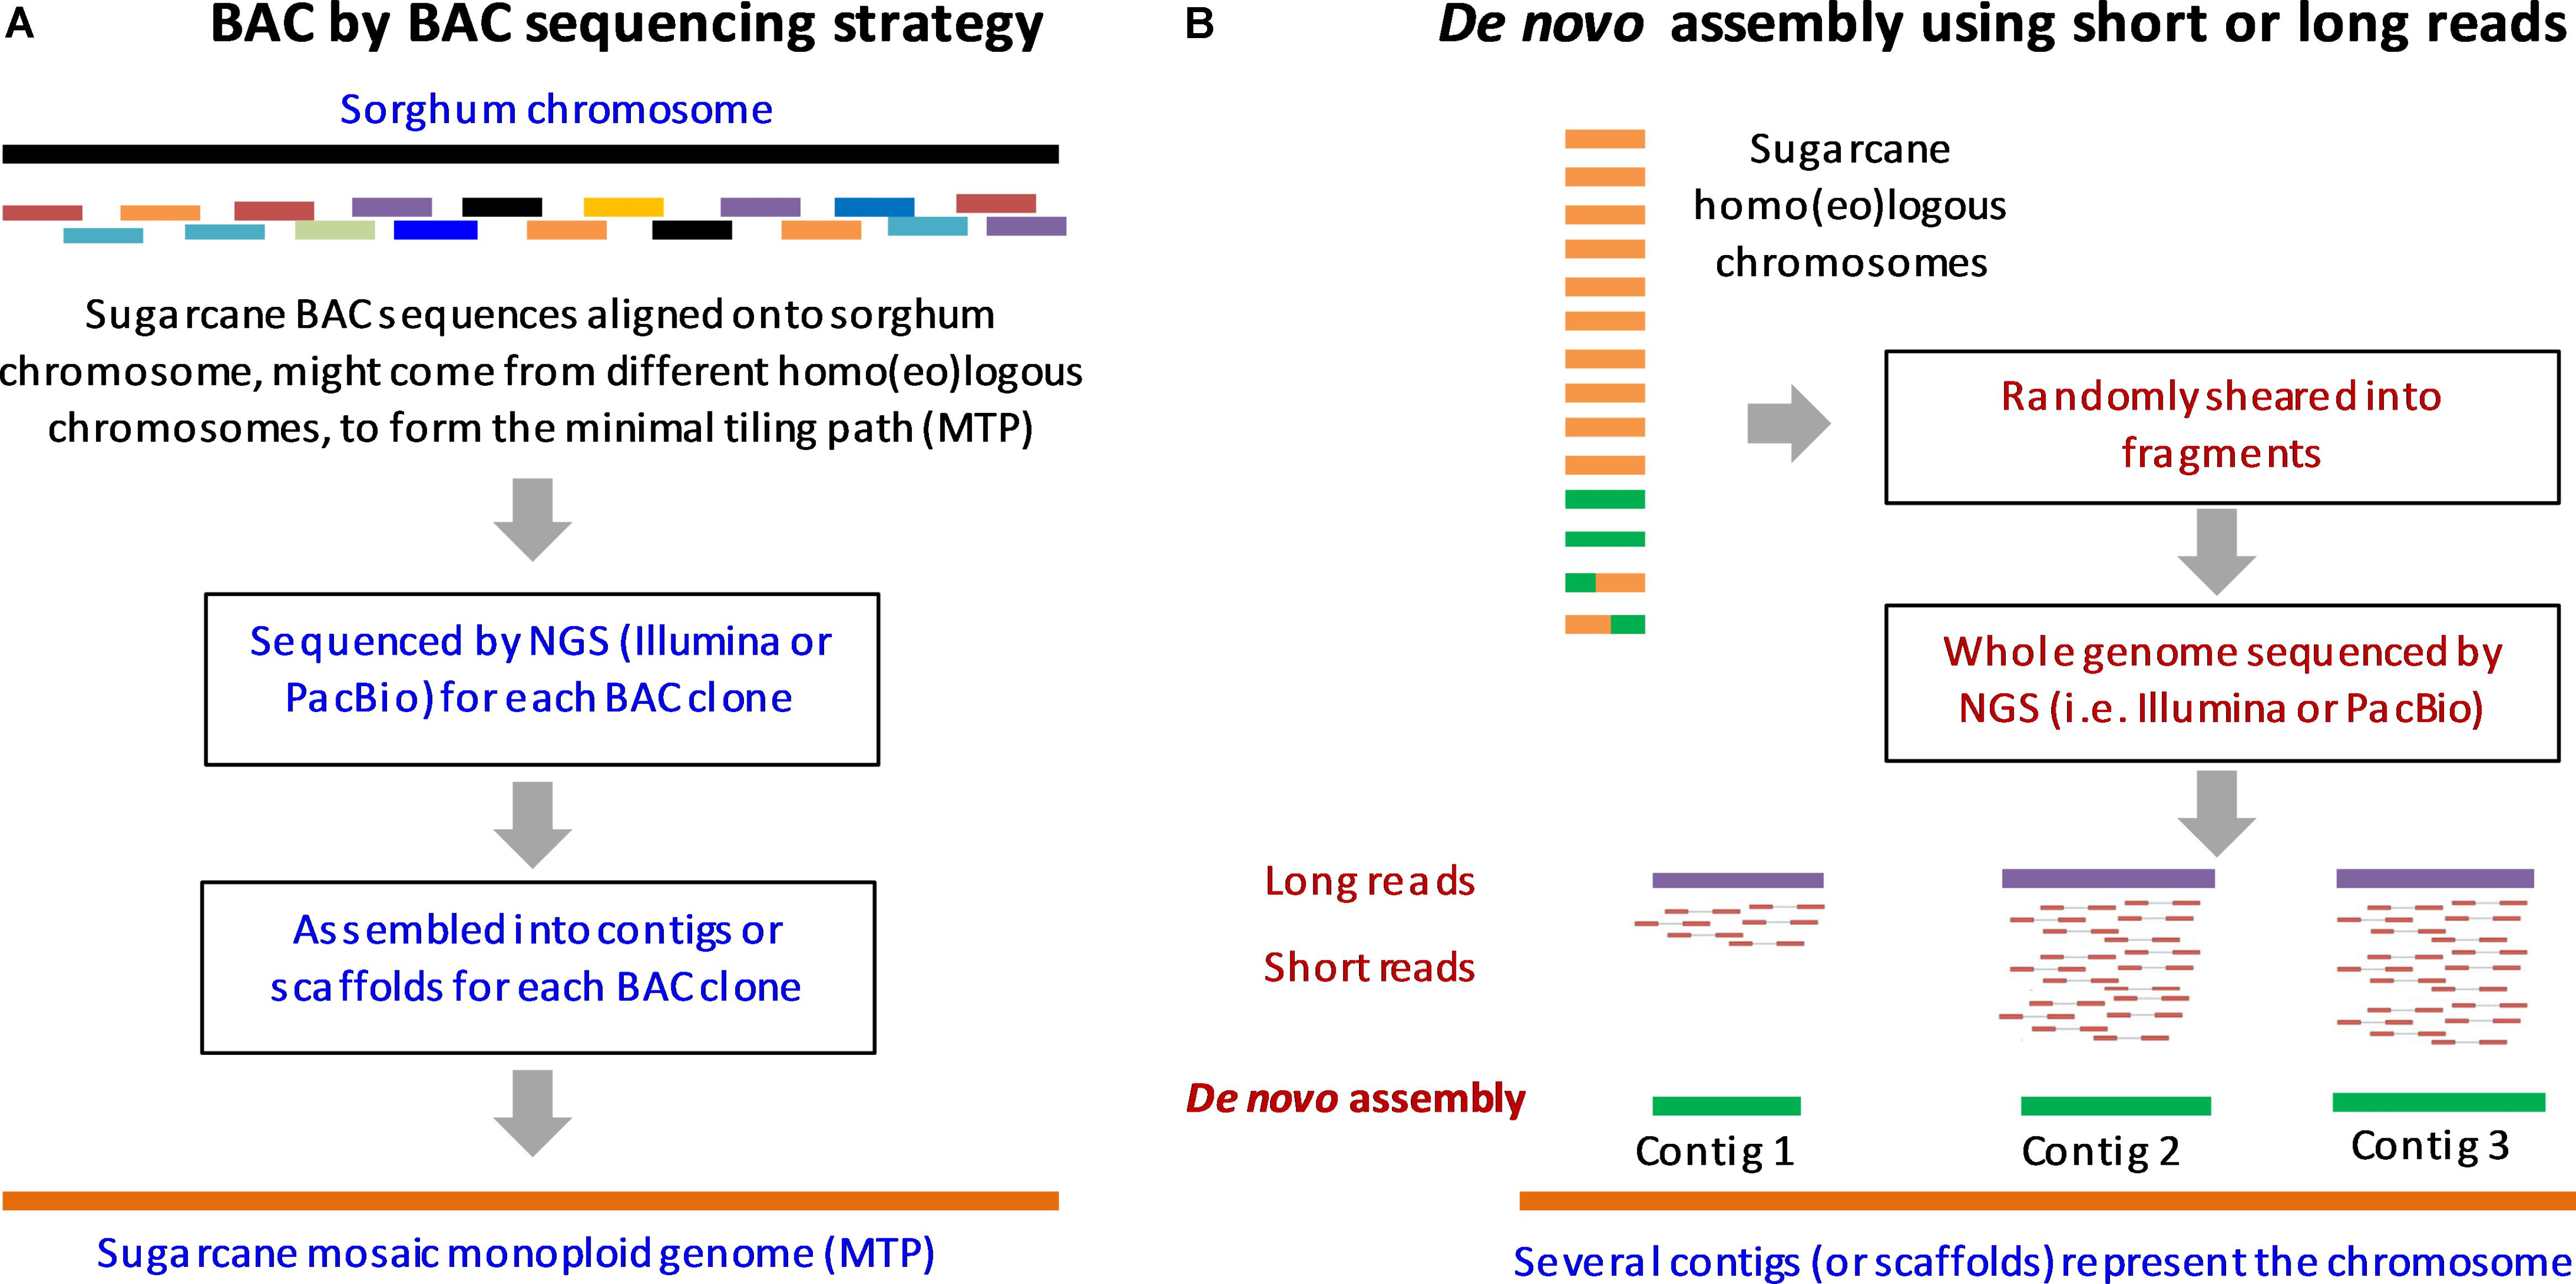 A
BAC by BAC sequencing strategy
Sorghum chromosome
Sugarcane BAC sequences aligned onto sorghum
chromosome, might come from different homo(eo)logous
chromosomes, to form the minimal tiling path (MTP)
Sequenced by NGS (Illumina or
PacBio) for each BAC clone
Assembled into contigs or
scaffolds for each BAC clone
Sugarcane mosaic monoploid genome (MTP)
B
De novo assembly using short or long reads
Sugarcane
homo(eo)logous
chromosomes
Randomly sheared into
fragments
Whole genome sequenced by
NGS (i.e. Illumina or PacBio)
Long reads
Short reads
De novo assembly
Contig 1
Contig 2
Contig 3
Several contigs (or scaffolds) represent the chromosome